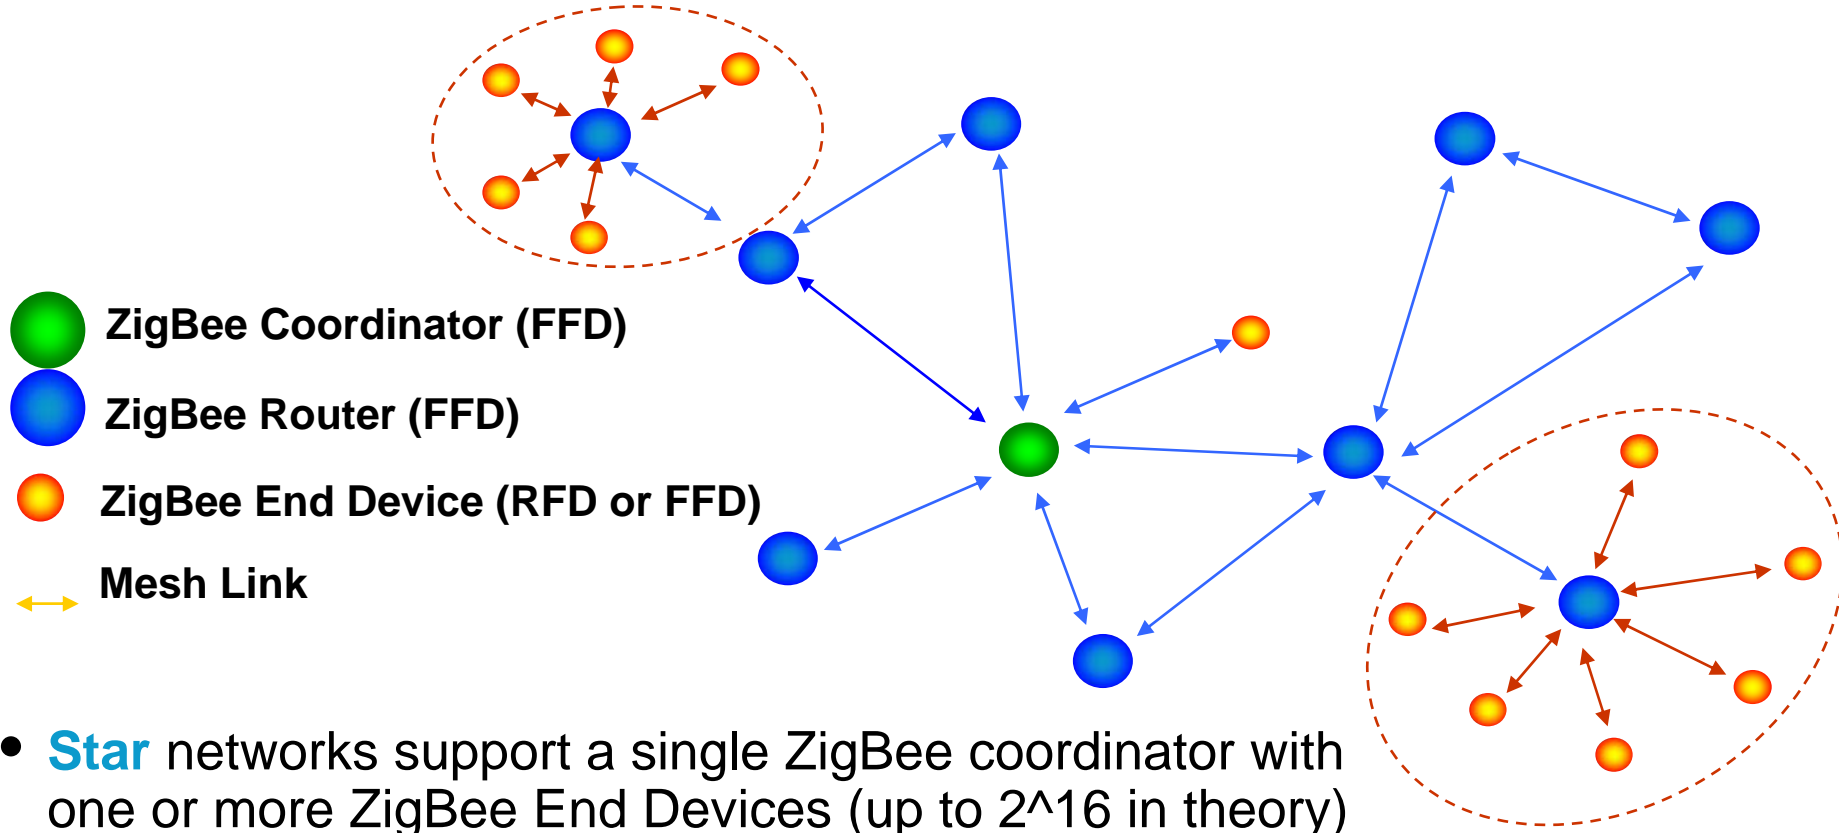 ZigBee Coordinator (FFD)
ZigBee Router (FFD)
ZigBee End Device (RFD or FFD)
Mesh Link
• Star networks support a single ZigBee coordinator with
one or more ZigBee End Devices (up to 2^16 in theory)